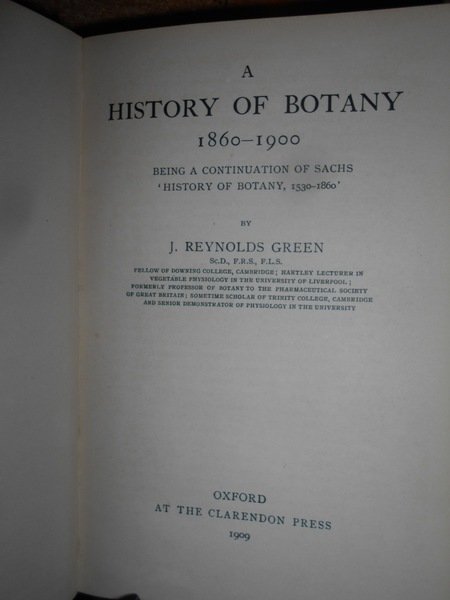 A
HISTORY OF BOTANY
1860–1900
BEING A CONTINUATION OF SACHS
‘HISTORY OF BOTANY, 1530–1860’
BY
J. REYNOLDS GREEN
Sc.D., F.R.S., F.L.S.
FELLOW OF DOWNING COLLEGE, CAMBRIDGE; HARTLEY LECTURER IN
VEGETABLE PHYSIOLOGY IN THE UNIVERSITY OF LIVERPOOL;
FORMERLY PROFESSOR OF BOTANY TO THE PHARMACEUTICAL SOCIETY
OF GREAT BRITAIN; SOMETIME SCHOLAR OF TRINITY COLLEGE, CAMBRIDGE
AND SENIOR DEMONSTRATOR OF PHYSIOLOGY IN THE UNIVERSITY
OXFORD
AT THE CLARENDON PRESS
1909